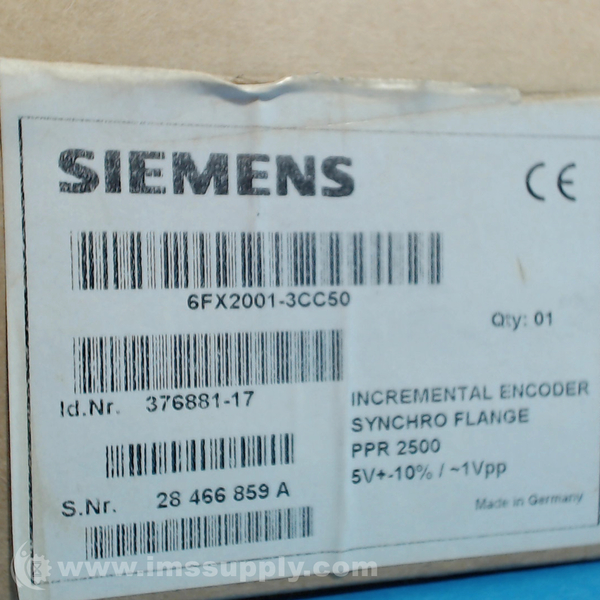 SIEMENS
CE
6FX2001-3CC50
Qty: 01
Id.Nr. 376881-17
INCREMENTAL ENCODER
SYNCHRO FLANGE
PPR 2500
5V+-10% / ~1Vpp
S.Nr. 28 466 859 A
Made in Germany
www.imssupply.com